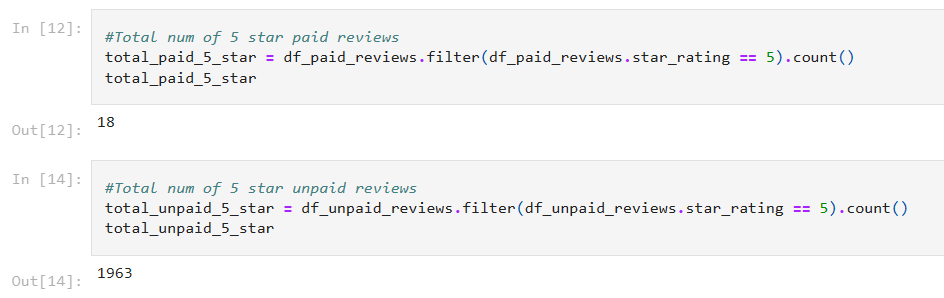 In [12]:
#Total num of 5 star paid reviews
total_paid_5_star = df_paid_reviews.filter(df_paid_reviews.star_rating == 5).count()
total_paid_5_star
Out[12]:
18
In [14]:
#Total num of 5 star unpaid reviews
total_unpaid_5_star = df_unpaid_reviews.filter(df_unpaid_reviews.star_rating == 5).count()
total_unpaid_5_star
Out[14]:
1963